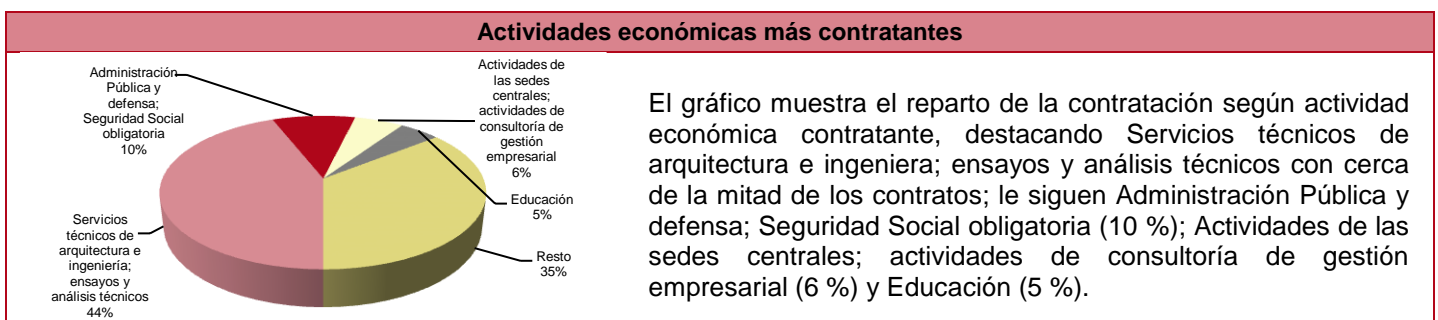 Actividades económicas más contratantes
Administración
Pública y
defensa;
Seguridad Social
obligatoria
10%
Actividades de
las sedes
centrales;
actividades de
consultoría de
gestión
empresarial
6%
Educación
5%
Resto
35%
Servicios
técnicos de
arquitectura e
ingeniería;
ensayos y
análisis técnicos
44%
El gráfico muestra el reparto de la contratación según actividad
económica contratante, destacando Servicios técnicos de
arquitectura e ingeniera; ensayos y análisis técnicos con cerca
de la mitad de los contratos; le siguen Administración Pública y
defensa; Seguridad Social obligatoria (10 %); Actividades de las
sedes centrales; actividades de consultoría de gestión
empresarial (6 %) y Educación (5 %).